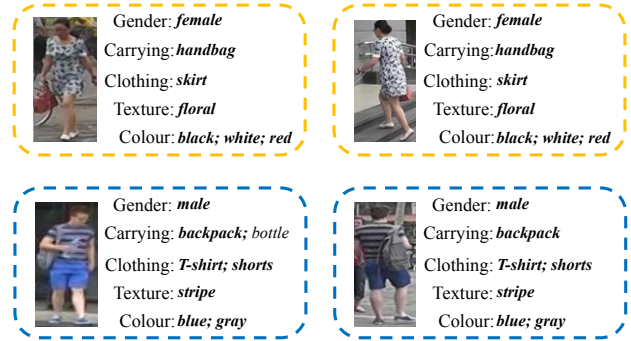 Gender: female
Carrying: handbag
Clothing: skirt
Texture: floral
Colour: black; white; red
Gender: female
Carrying: handbag
Clothing: skirt
Texture: floral
Colour: black; white; red
Gender: male
Carrying: backpack; bottle
Clothing: T-shirt; shorts
Texture: stripe
Colour: blue; gray
Gender: male
Carrying: backpack
Clothing: T-shirt; shorts
Texture: stripe
Colour: blue; gray